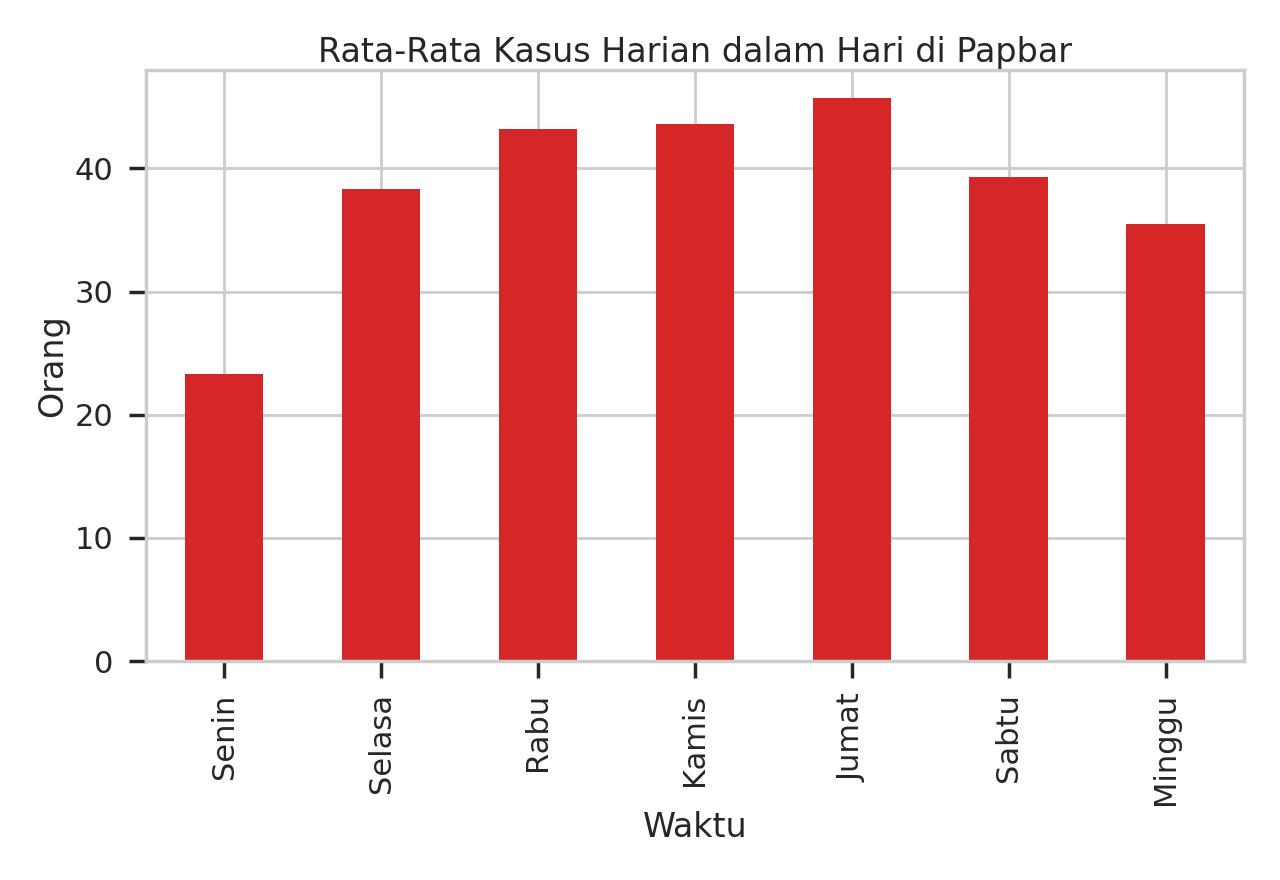 Rata-Rata Kasus Harian dalam Hari di Papbar
Orang
40
30
20
10
0
Senin
Selasa
Rabu
Kamis
Jumat
Sabtu
Minggu
Waktu